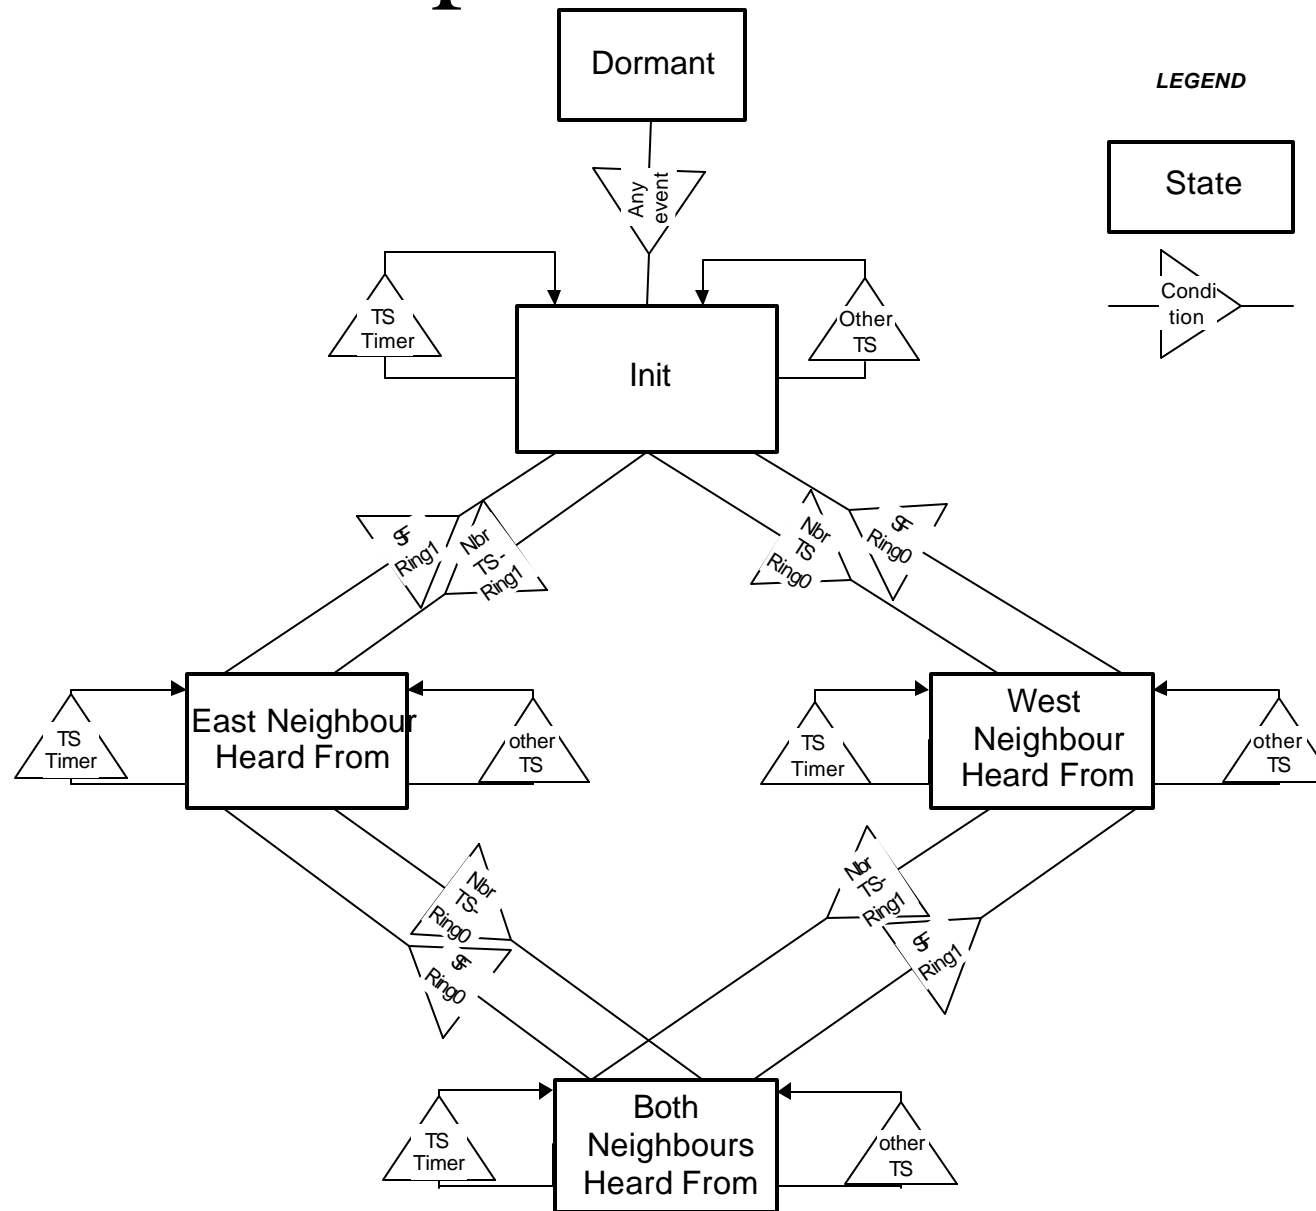 Dormant
LEGEND
State
Any
event
Condi
tion
TS
Timer
Other
TS
Init
SF
Ring1
Nbr
TS-
Ring1
Nbr
TS
Ring0
SF
Ring0
East Neighbour
Heard From
TS
Timer
other
TS
West
Neighbour
Heard From
TS
Timer
other
TS
Nbr
TS-
Ring0
SF
Ring0
Nbr
TS-
Ring1
SF
Ring1
Both
Neighbours
Heard From
TS
Timer
other
TS